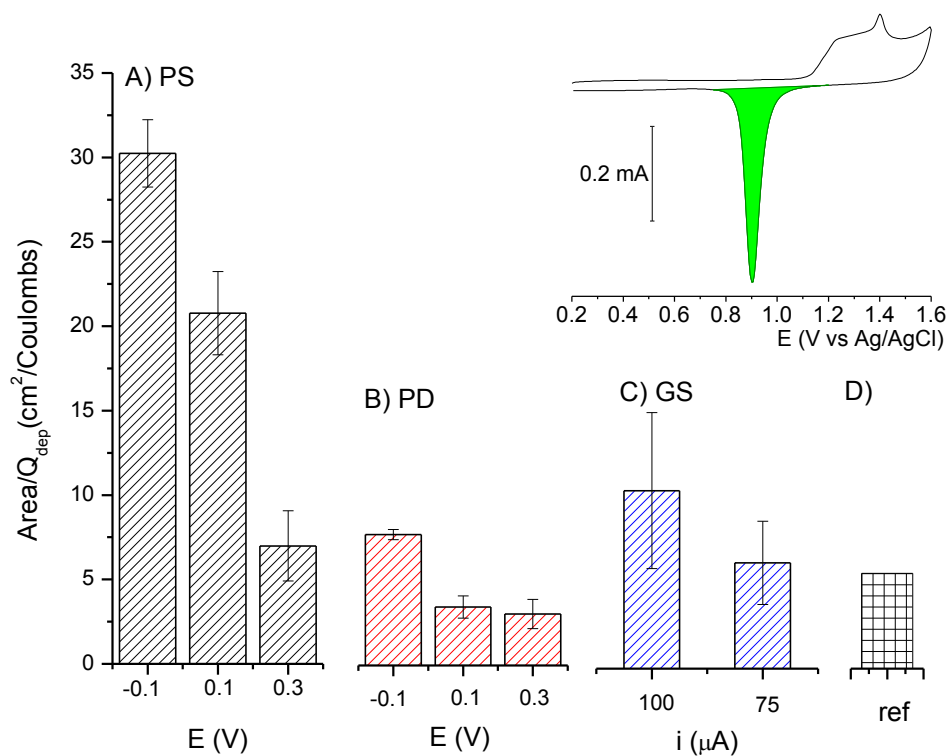 A) PS
35
30
25
20
15
10
5
0
Area/Q_dep(cm²/Coulombs)
-0.1 0.1 0.3
E (V)
B) PD
-0.1 0.1 0.3
E (V)
C) GS
100 75
i (μA)
D)
ref
0.2 mA
0.2 0.4 0.6 0.8 1.0 1.2 1.4 1.6
E (V vs Ag/AgCl)